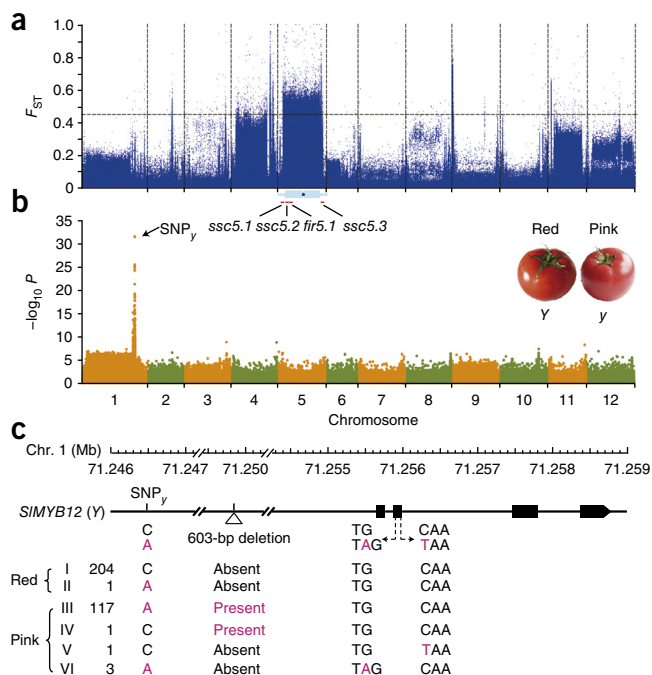 a
1.0
0.8
0.6
0.4
0.2
0
FST
ssc5.1 ssc5.2 fir5.1 ssc5.3
b
35
30
25
20
15
10
5
0
–log10 P
SNPy
Red Pink
Y y
1 2 3 4 5 6 7 8 9 10 11 12
Chromosome
c
Chr. 1 (Mb)
71.246 71.247 71.250 71.255 71.256 71.257 71.258 71.259
SNPy
SlMYB12 (Y)
603-bp deletion
C TG CAA
A TAG TAA
Red
I 204 C Absent TG CAA
II 1 A Absent TG CAA
Pink
III 117 A Present TG CAA
IV 1 C Present TG CAA
V 1 C Absent TG TAA
VI 3 A Absent TAG CAA